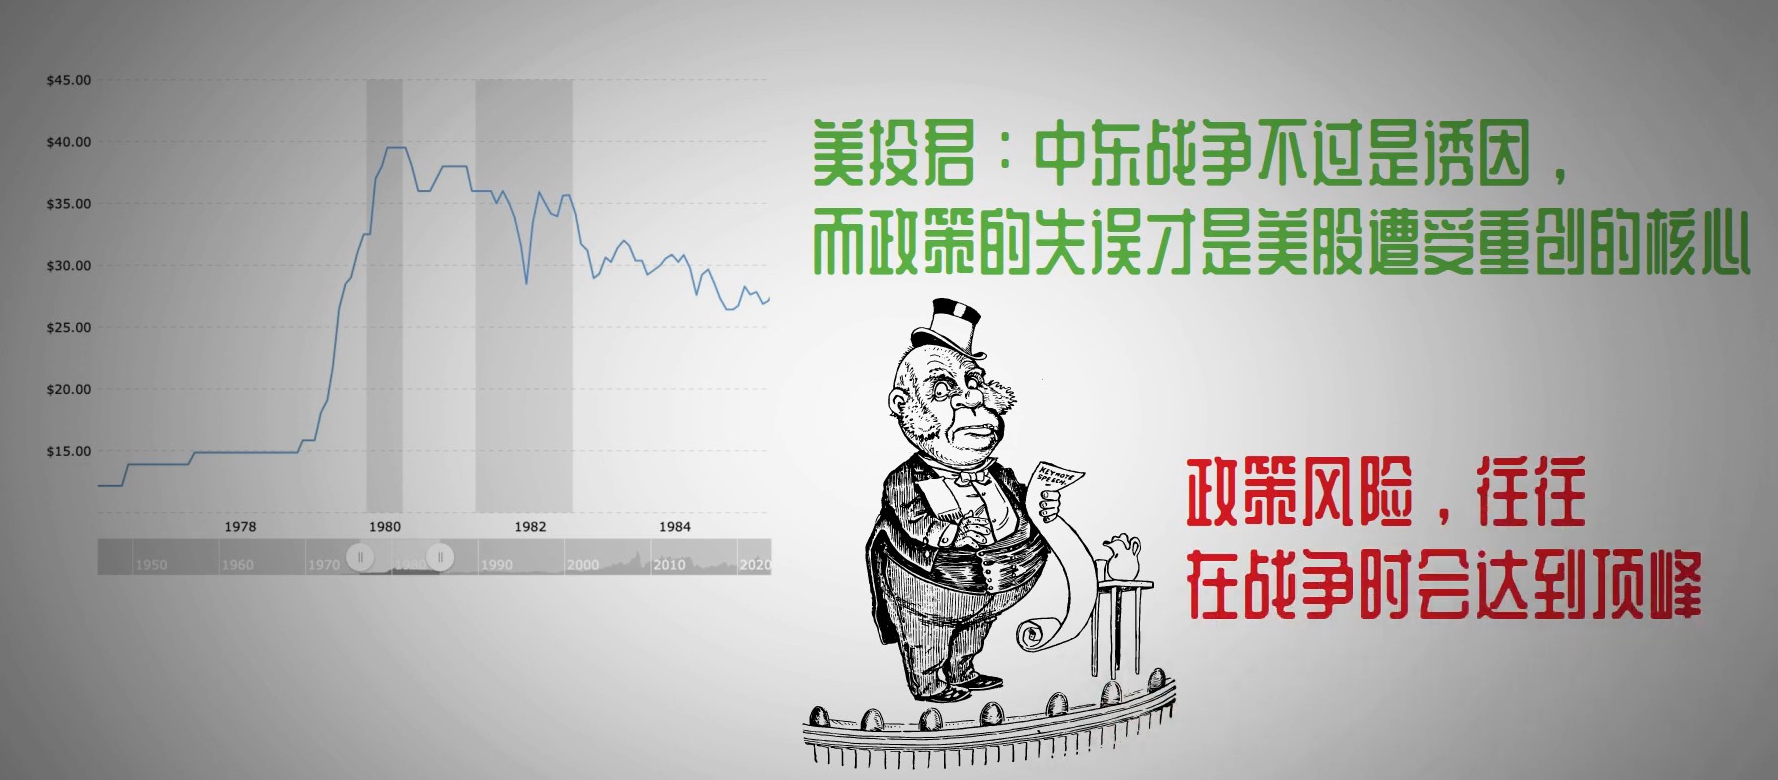 $45.00
$40.00
$35.00
$30.00
$25.00
$20.00
$15.00
1978 1980 1982 1984
1950 1960 1970 1980 1990 2000 2010 2020
美投君：中东战争不过是诱因，
而政策的失误才是美股遭受重创的核心
KEYNOTE
SPEECH
政策风险，往往
在战争时会达到顶峰